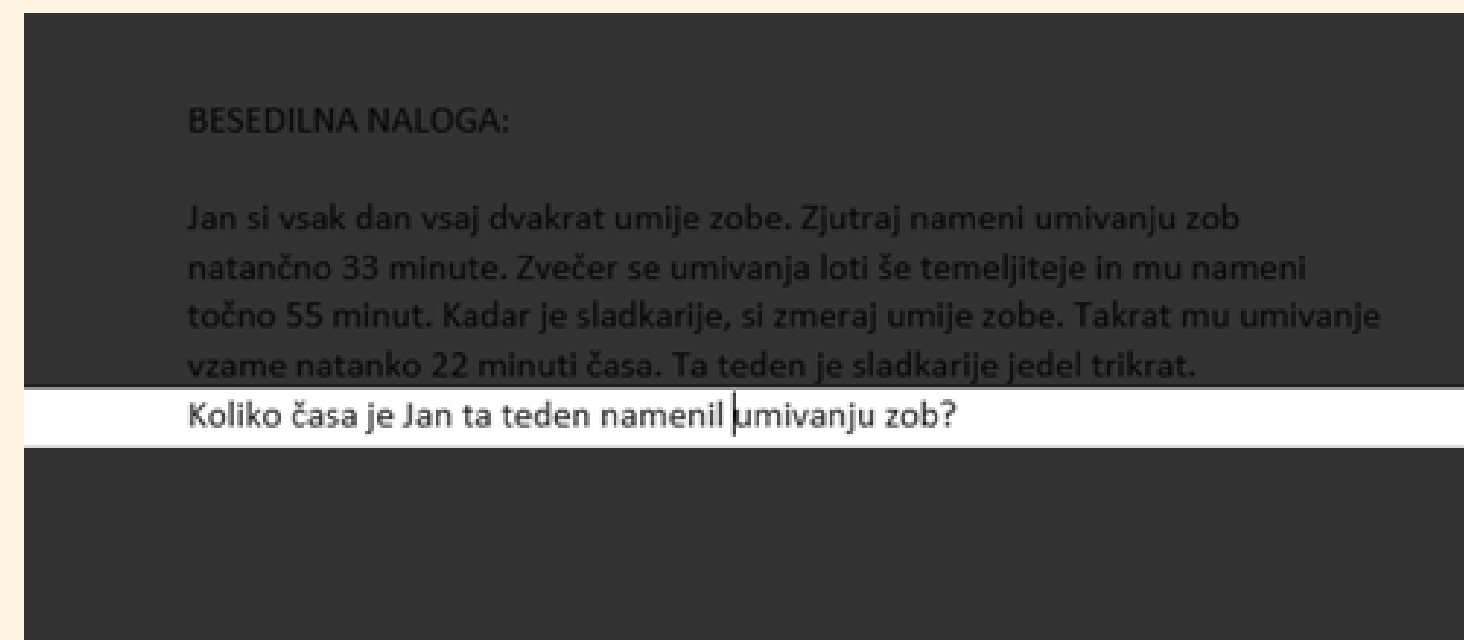 BESEDILNA NALOGA:
Jan si vsak dan vsaj dvakrat umije zobe. Zjutraj nameni umivanju zob
natančno 33 minute. Zvečer se umivanja loti še temeljiteje in mu nameni
točno 55 minut. Kadar je sladkarije, si zmeraj umije zobe. Takrat mu umivanje
vzame natanko 22 minuti časa. Ta teden je sladkarije jedel trikrat.
Koliko časa je Jan ta teden namenil umivanju zob?